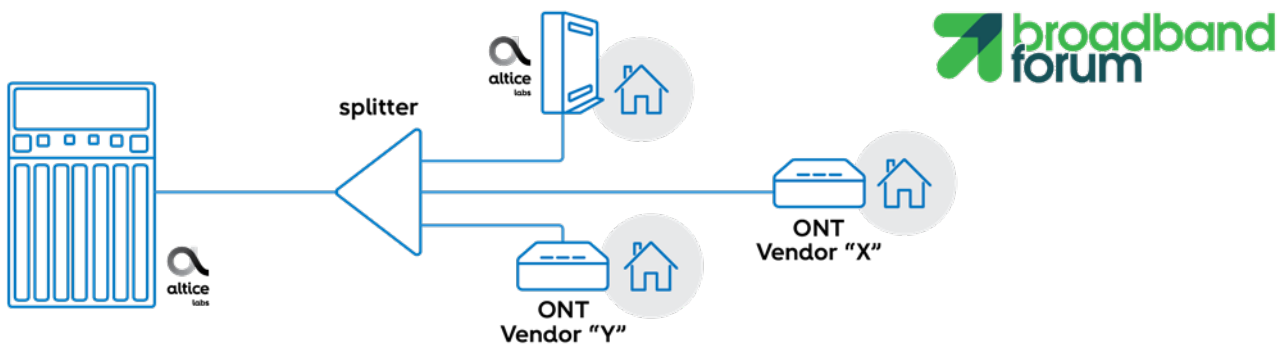 altice
labs
broadband
forum
splitter
ONT
Vendor “X”
altice
labs
ONT
Vendor “Y”